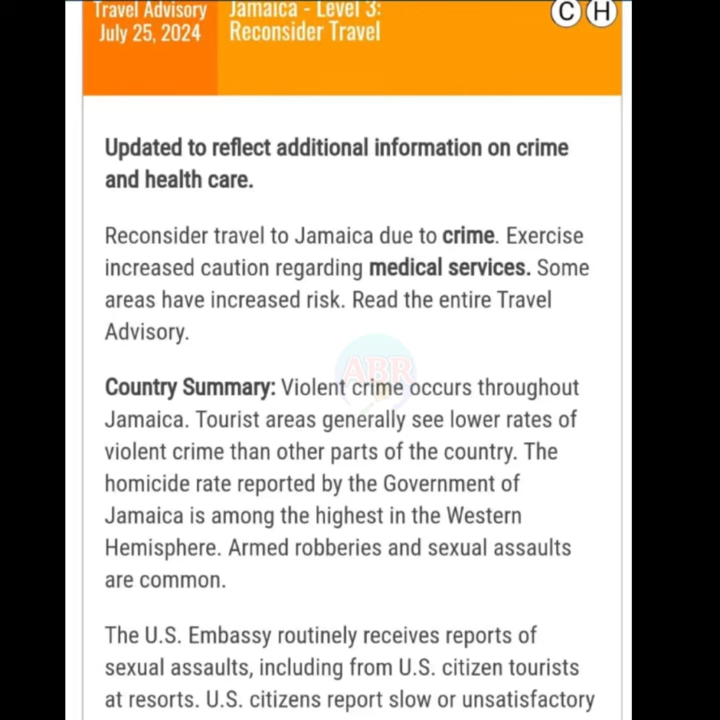 Travel Advisory
July 25, 2024
Jamaica - Level 3:
Reconsider Travel
C H
Updated to reflect additional information on crime
and health care.
Reconsider travel to Jamaica due to crime. Exercise
increased caution regarding medical services. Some
areas have increased risk. Read the entire Travel
Advisory.
ABR
Country Summary: Violent crime occurs throughout
Jamaica. Tourist areas generally see lower rates of
violent crime than other parts of the country. The
homicide rate reported by the Government of
Jamaica is among the highest in the Western
Hemisphere. Armed robberies and sexual assaults
are common.
The U.S. Embassy routinely receives reports of
sexual assaults, including from U.S. citizen tourists
at resorts. U.S. citizens report slow or unsatisfactory